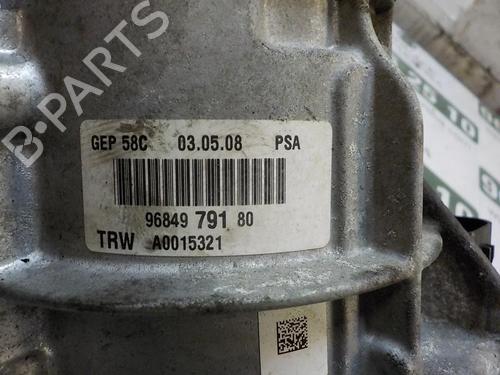 GEP 58C 03.05.08 PSA
96849 791 80
TRW A0015321
B-PARTS